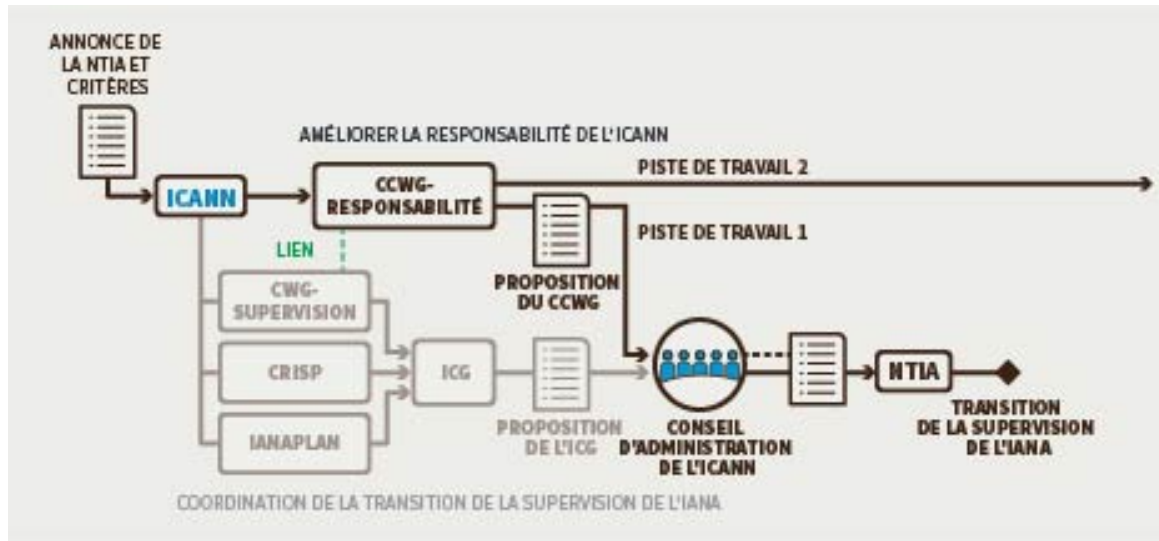 ANNONCE DE
LA NTIA ET
CRITÈRES
AMÉLIORER LA RESPONSABILITÉ DE L'ICANN
ICANN
CCWG-
RESPONSABILITÉ
PISTE DE TRAVAIL 2
PISTE DE TRAVAIL 1
PROPOSITION
DU CCWG
LIEN
CWG-
SUPERVISION
CRISP
IANAPLAN
ICG
PROPOSITION
DE L'ICG
CONSEIL
D'ADMINISTRATION
DE L'ICANN
NTIA
TRANSITION
DE LA SUPERVISION
DE L'IANA
COORDINATION DE LA TRANSITION DE LA SUPERVISION DE L'IANA